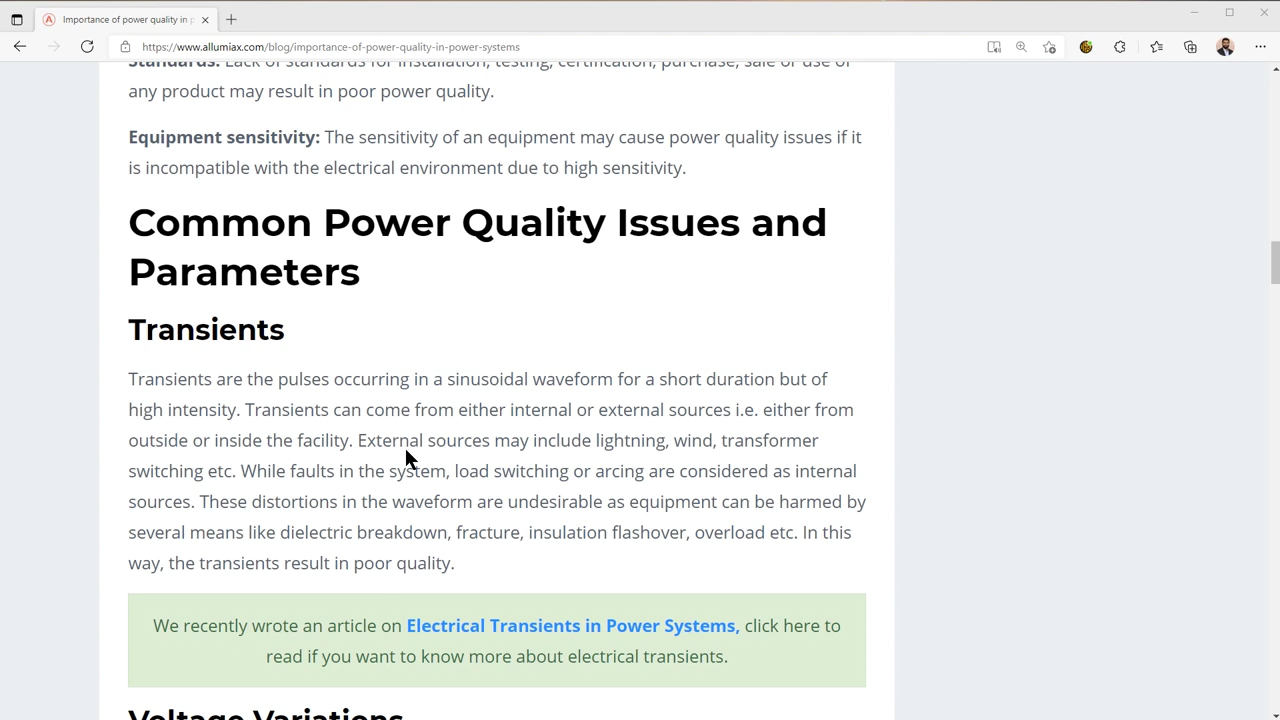 Importance of power quality in p
https://www.allumiax.com/blog/importance-of-power-quality-in-power-systems
Standards: Lack of standards for installation, testing, certification, purchase, sale or use of
any product may result in poor power quality.
Equipment sensitivity: The sensitivity of an equipment may cause power quality issues if it
is incompatible with the electrical environment due to high sensitivity.
Common Power Quality Issues and
Parameters
Transients
Transients are the pulses occurring in a sinusoidal waveform for a short duration but of
high intensity. Transients can come from either internal or external sources i.e. either from
outside or inside the facility. External sources may include lightning, wind, transformer
switching etc. While faults in the system, load switching or arcing are considered as internal
sources. These distortions in the waveform are undesirable as equipment can be harmed by
several means like dielectric breakdown, fracture, insulation flashover, overload etc. In this
way, the transients result in poor quality.
We recently wrote an article on Electrical Transients in Power Systems, click here to
read if you want to know more about electrical transients.
Voltage Variations